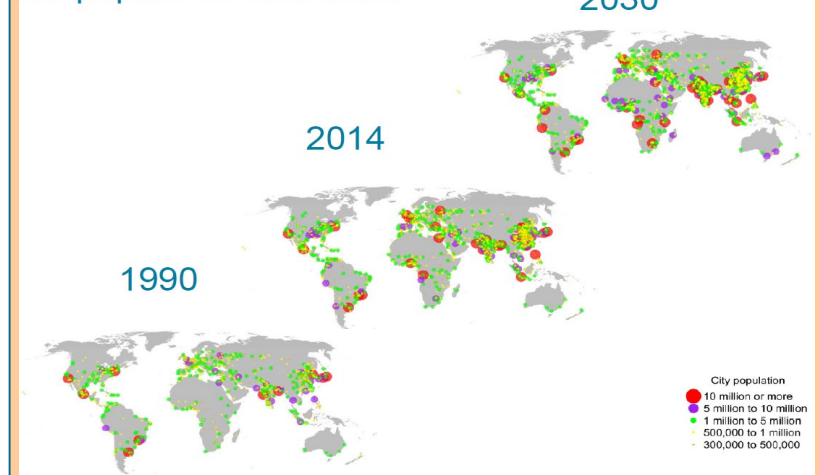 2030
2014
1990
City population
10 million or more
5 million to 10 million
1 million to 5 million
500,000 to 1 million
300,000 to 500,000